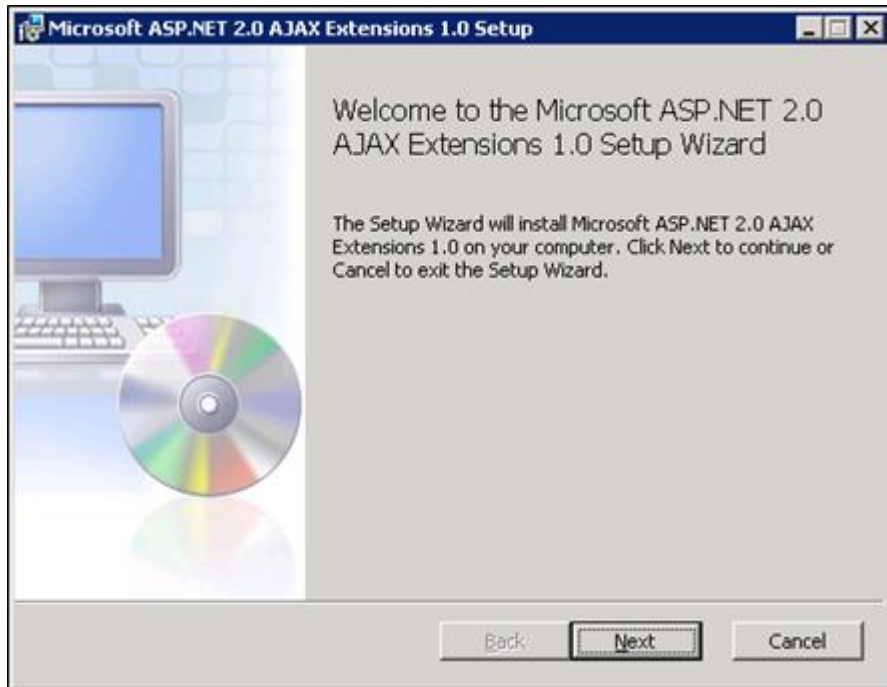 Microsoft ASP.NET 2.0 AJAX Extensions 1.0 Setup
Welcome to the Microsoft ASP.NET 2.0
AJAX Extensions 1.0 Setup Wizard
The Setup Wizard will install Microsoft ASP.NET 2.0 AJAX
Extensions 1.0 on your computer. Click Next to continue or
Cancel to exit the Setup Wizard.
Back Next Cancel